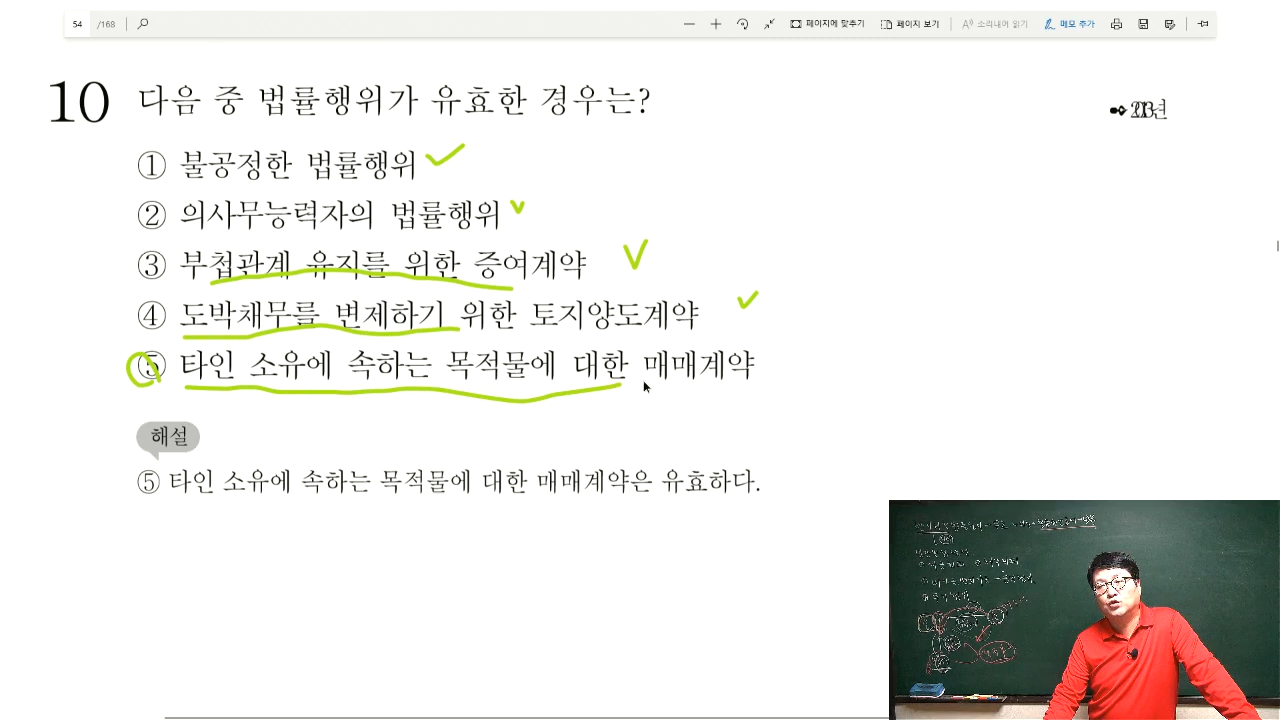 54 /168 페이지에 맞추기 페이지 보기 소리내어 읽기 메모 추가
10 다음 중 법률행위가 유효한 경우는?
① 불공정한 법률행위
② 의사무능력자의 법률행위
③ 부첩관계 유지를 위한 증여계약
④ 도박채무를 변제하기 위한 토지양도계약
⑤ 타인 소유에 속하는 목적물에 대한 매매계약
해설
⑤ 타인 소유에 속하는 목적물에 대한 매매계약은 유효하다.